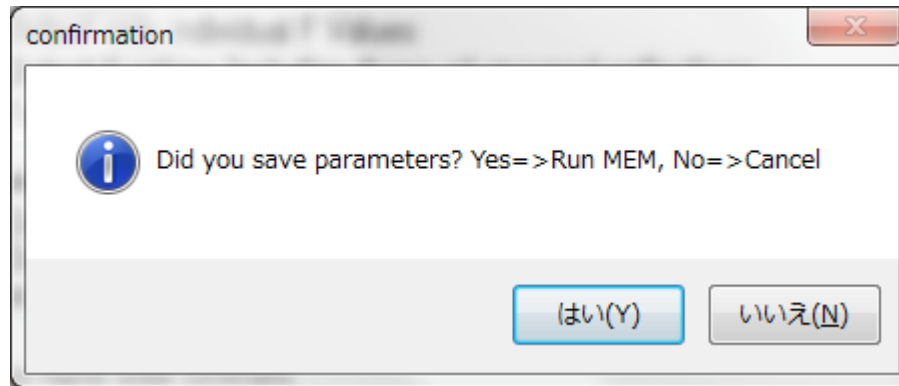 confirmation
Did you save parameters? Yes=>Run MEM, No=>Cancel
はい(Y)
いいえ(N)